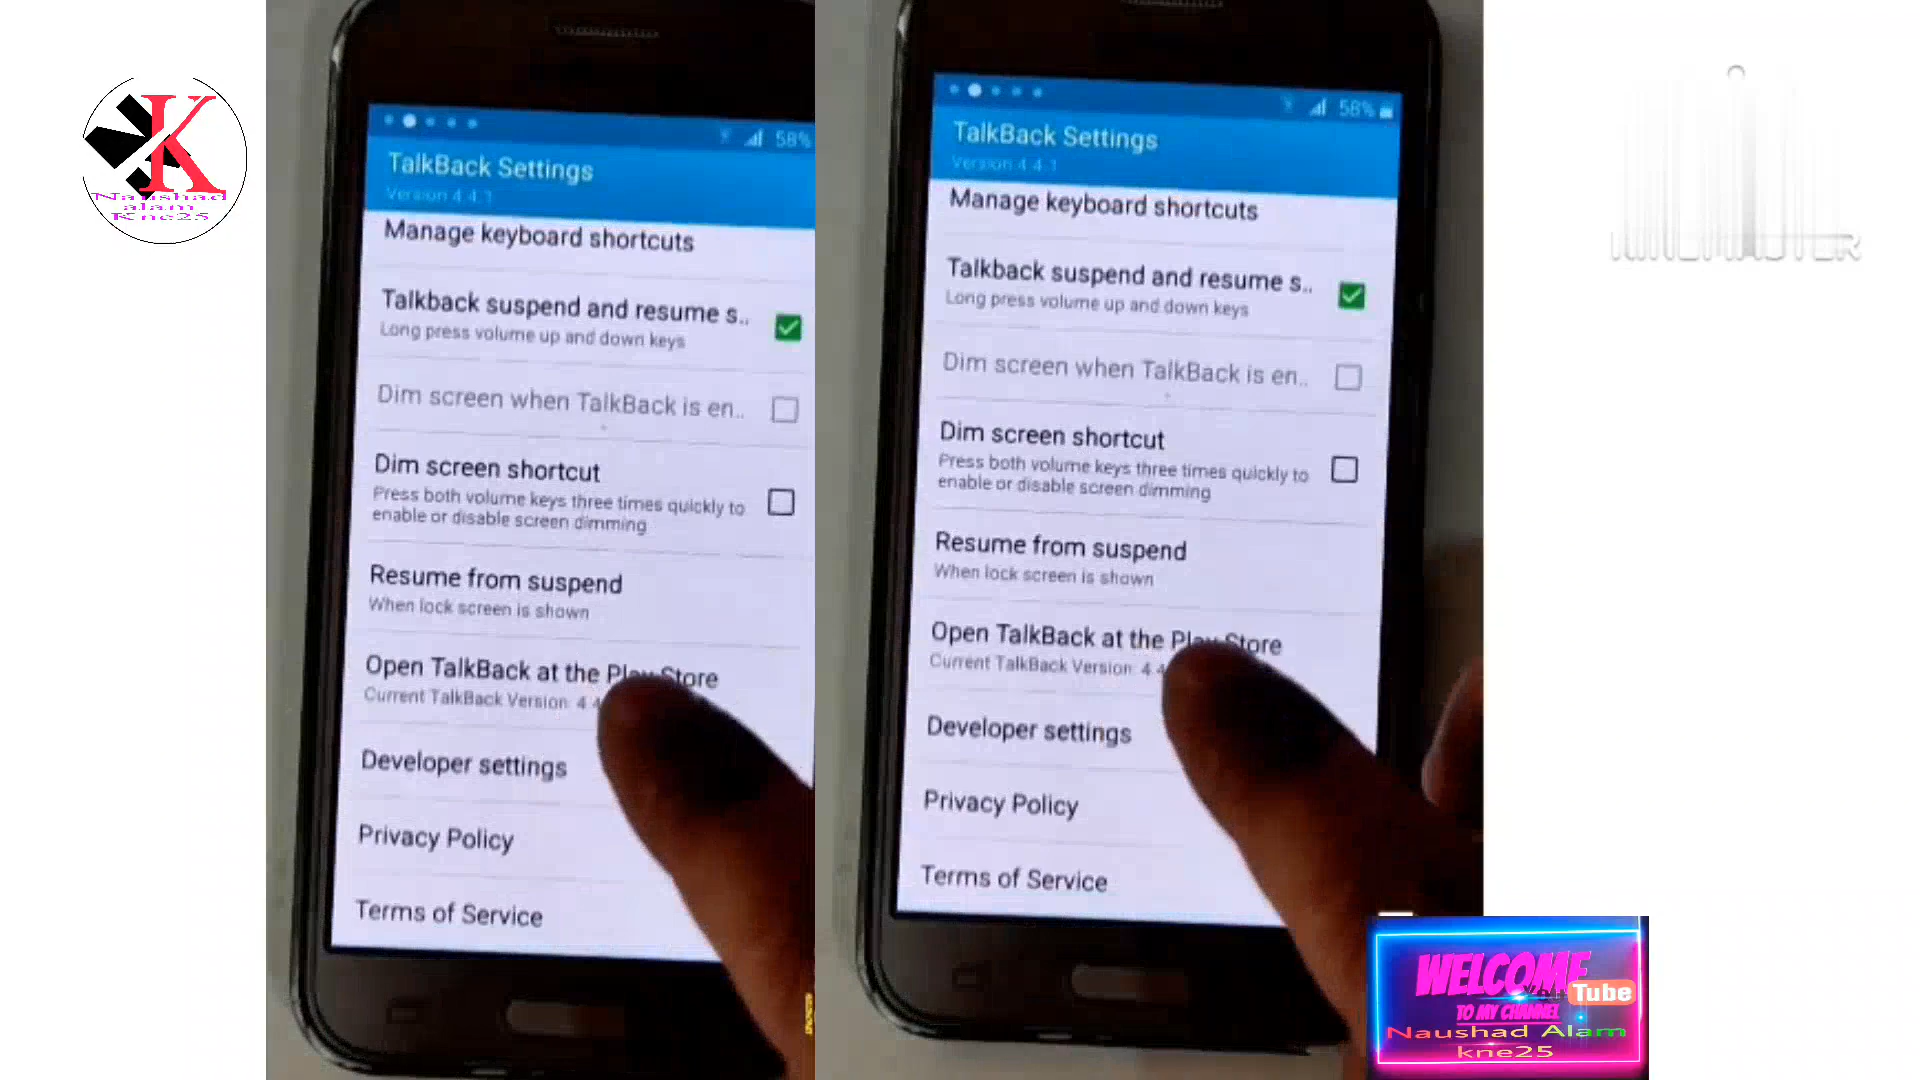 K
Naushad
alam
Kne25
58%
TalkBack Settings
Version 4.4.1
Manage keyboard shortcuts
Talkback suspend and resume s..
Long press volume up and down keys
Dim screen when TalkBack is en..
Dim screen shortcut
Press both volume keys three times quickly to
enable or disable screen dimming
Resume from suspend
When lock screen is shown
Open TalkBack at the Play Store
Current TalkBack Version: 4.4
Developer settings
Privacy Policy
Terms of Service
58%
TalkBack Settings
Version 4.4.1
Manage keyboard shortcuts
Talkback suspend and resume s..
Long press volume up and down keys
Dim screen when TalkBack is en..
Dim screen shortcut
Press both volume keys three times quickly to
enable or disable screen dimming
Resume from suspend
When lock screen is shown
Open TalkBack at the Play Store
Current TalkBack Version: 4.4
Developer settings
Privacy Policy
Terms of Service
KINEMASTER
WELCOME
YouTube
TO MY CHANNEL
Naushad Alam
kne25